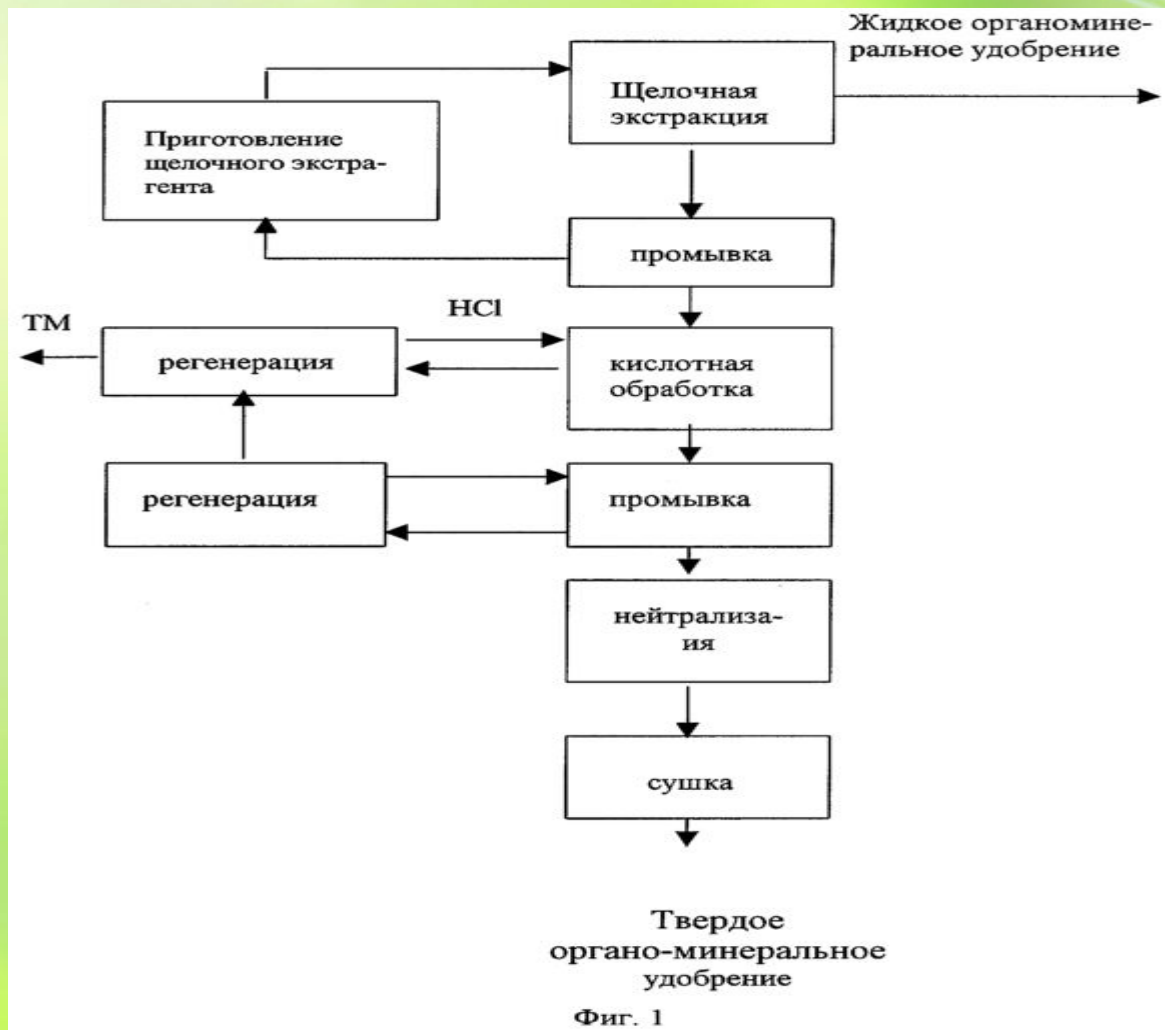 Жидкое органомине-
ральное удобрение
Щелочная
экстракция
Приготовление
щелочного экстра-
гента
промывка
ТМ
HCl
регенерация
кислотная
обработка
регенерация
промывка
нейтрализа-
ия
сушка
Твердое
органо-минеральное
удобрение
Фиг. 1